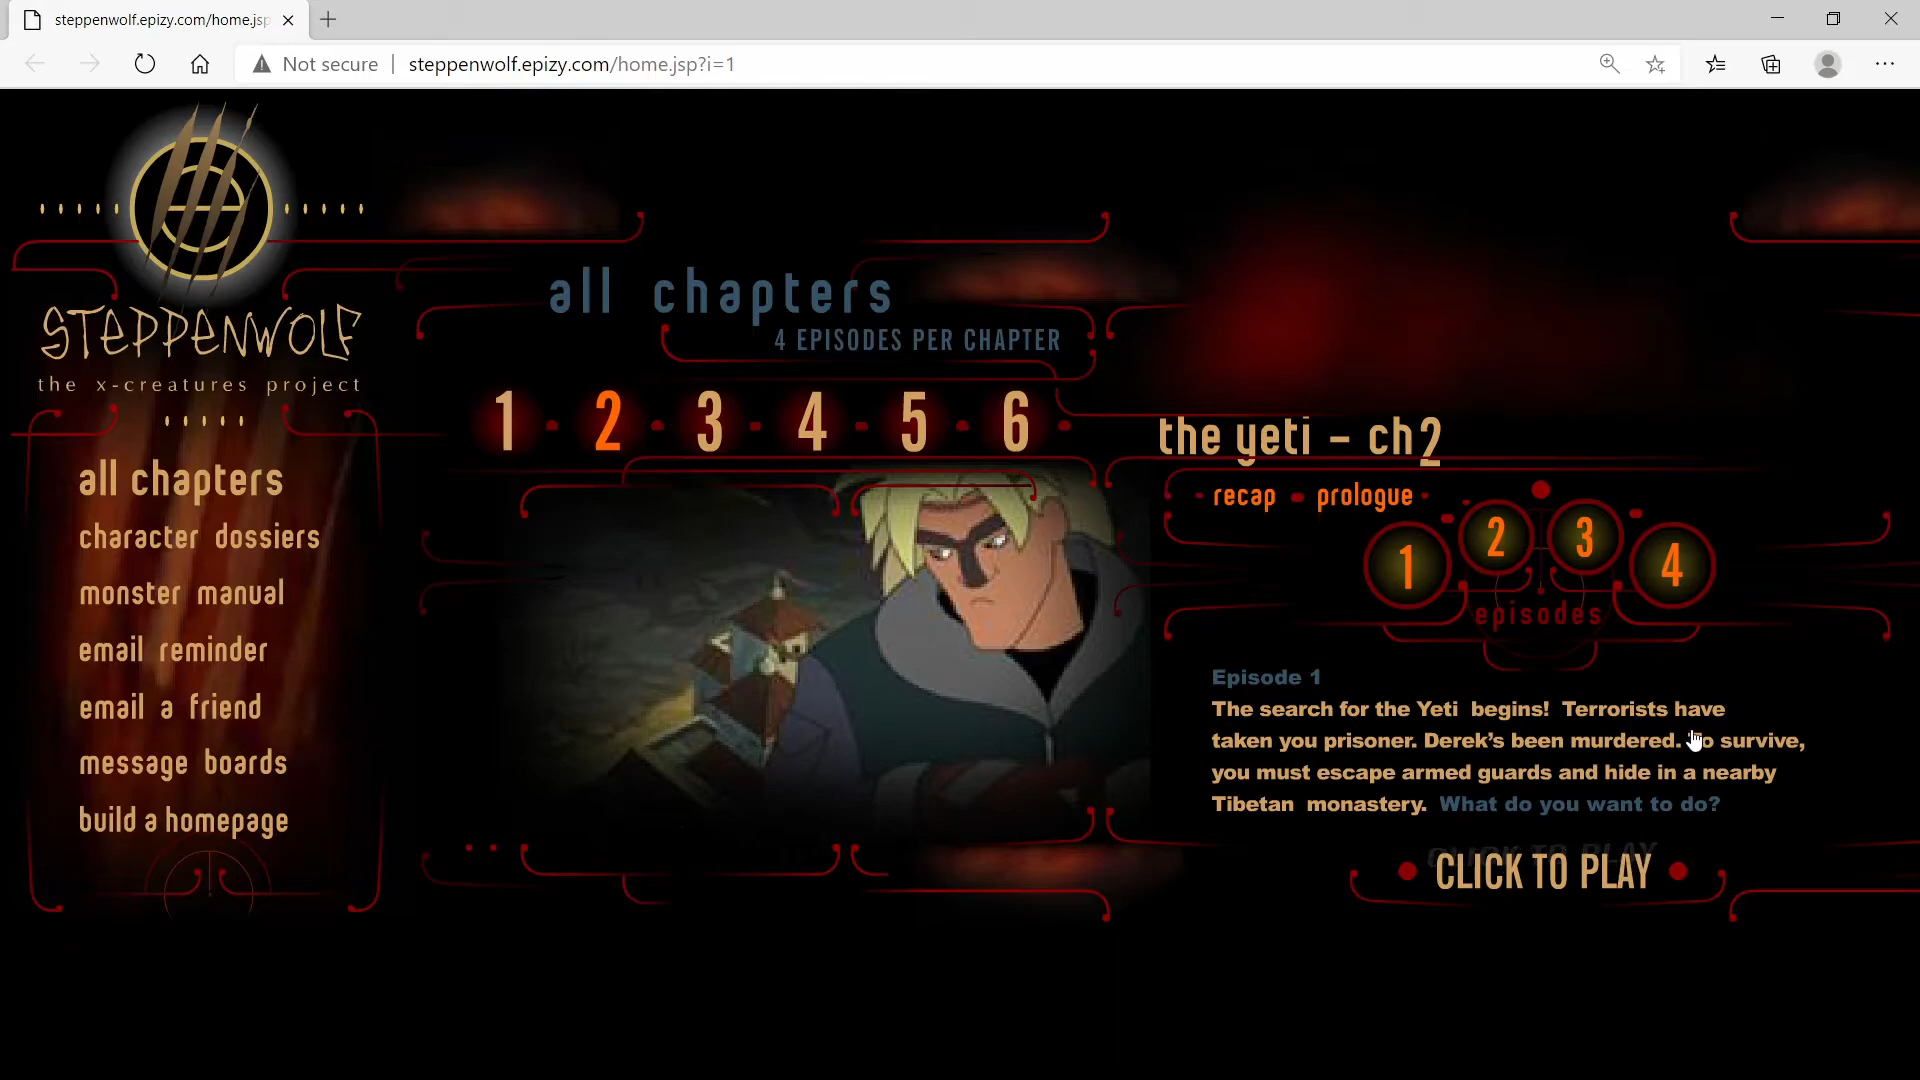 steppenwolf.epizy.com/home.jsp
Not secure
steppenwolf.epizy.com/home.jsp?i=1
STEPPENWOLF
the x-creatures project
all chapters
character dossiers
monster manual
email reminder
email a friend
message boards
build a homepage
all chapters
4 EPISODES PER CHAPTER
1 2 3 4 5 6
the yeti - ch2
recap prologue
1 2 3 4
episodes
Episode 1
The search for the Yeti begins! Terrorists have
taken you prisoner. Derek's been murdered. To survive,
you must escape armed guards and hide in a nearby
Tibetan monastery. What do you want to do?
CLICK TO PLAY